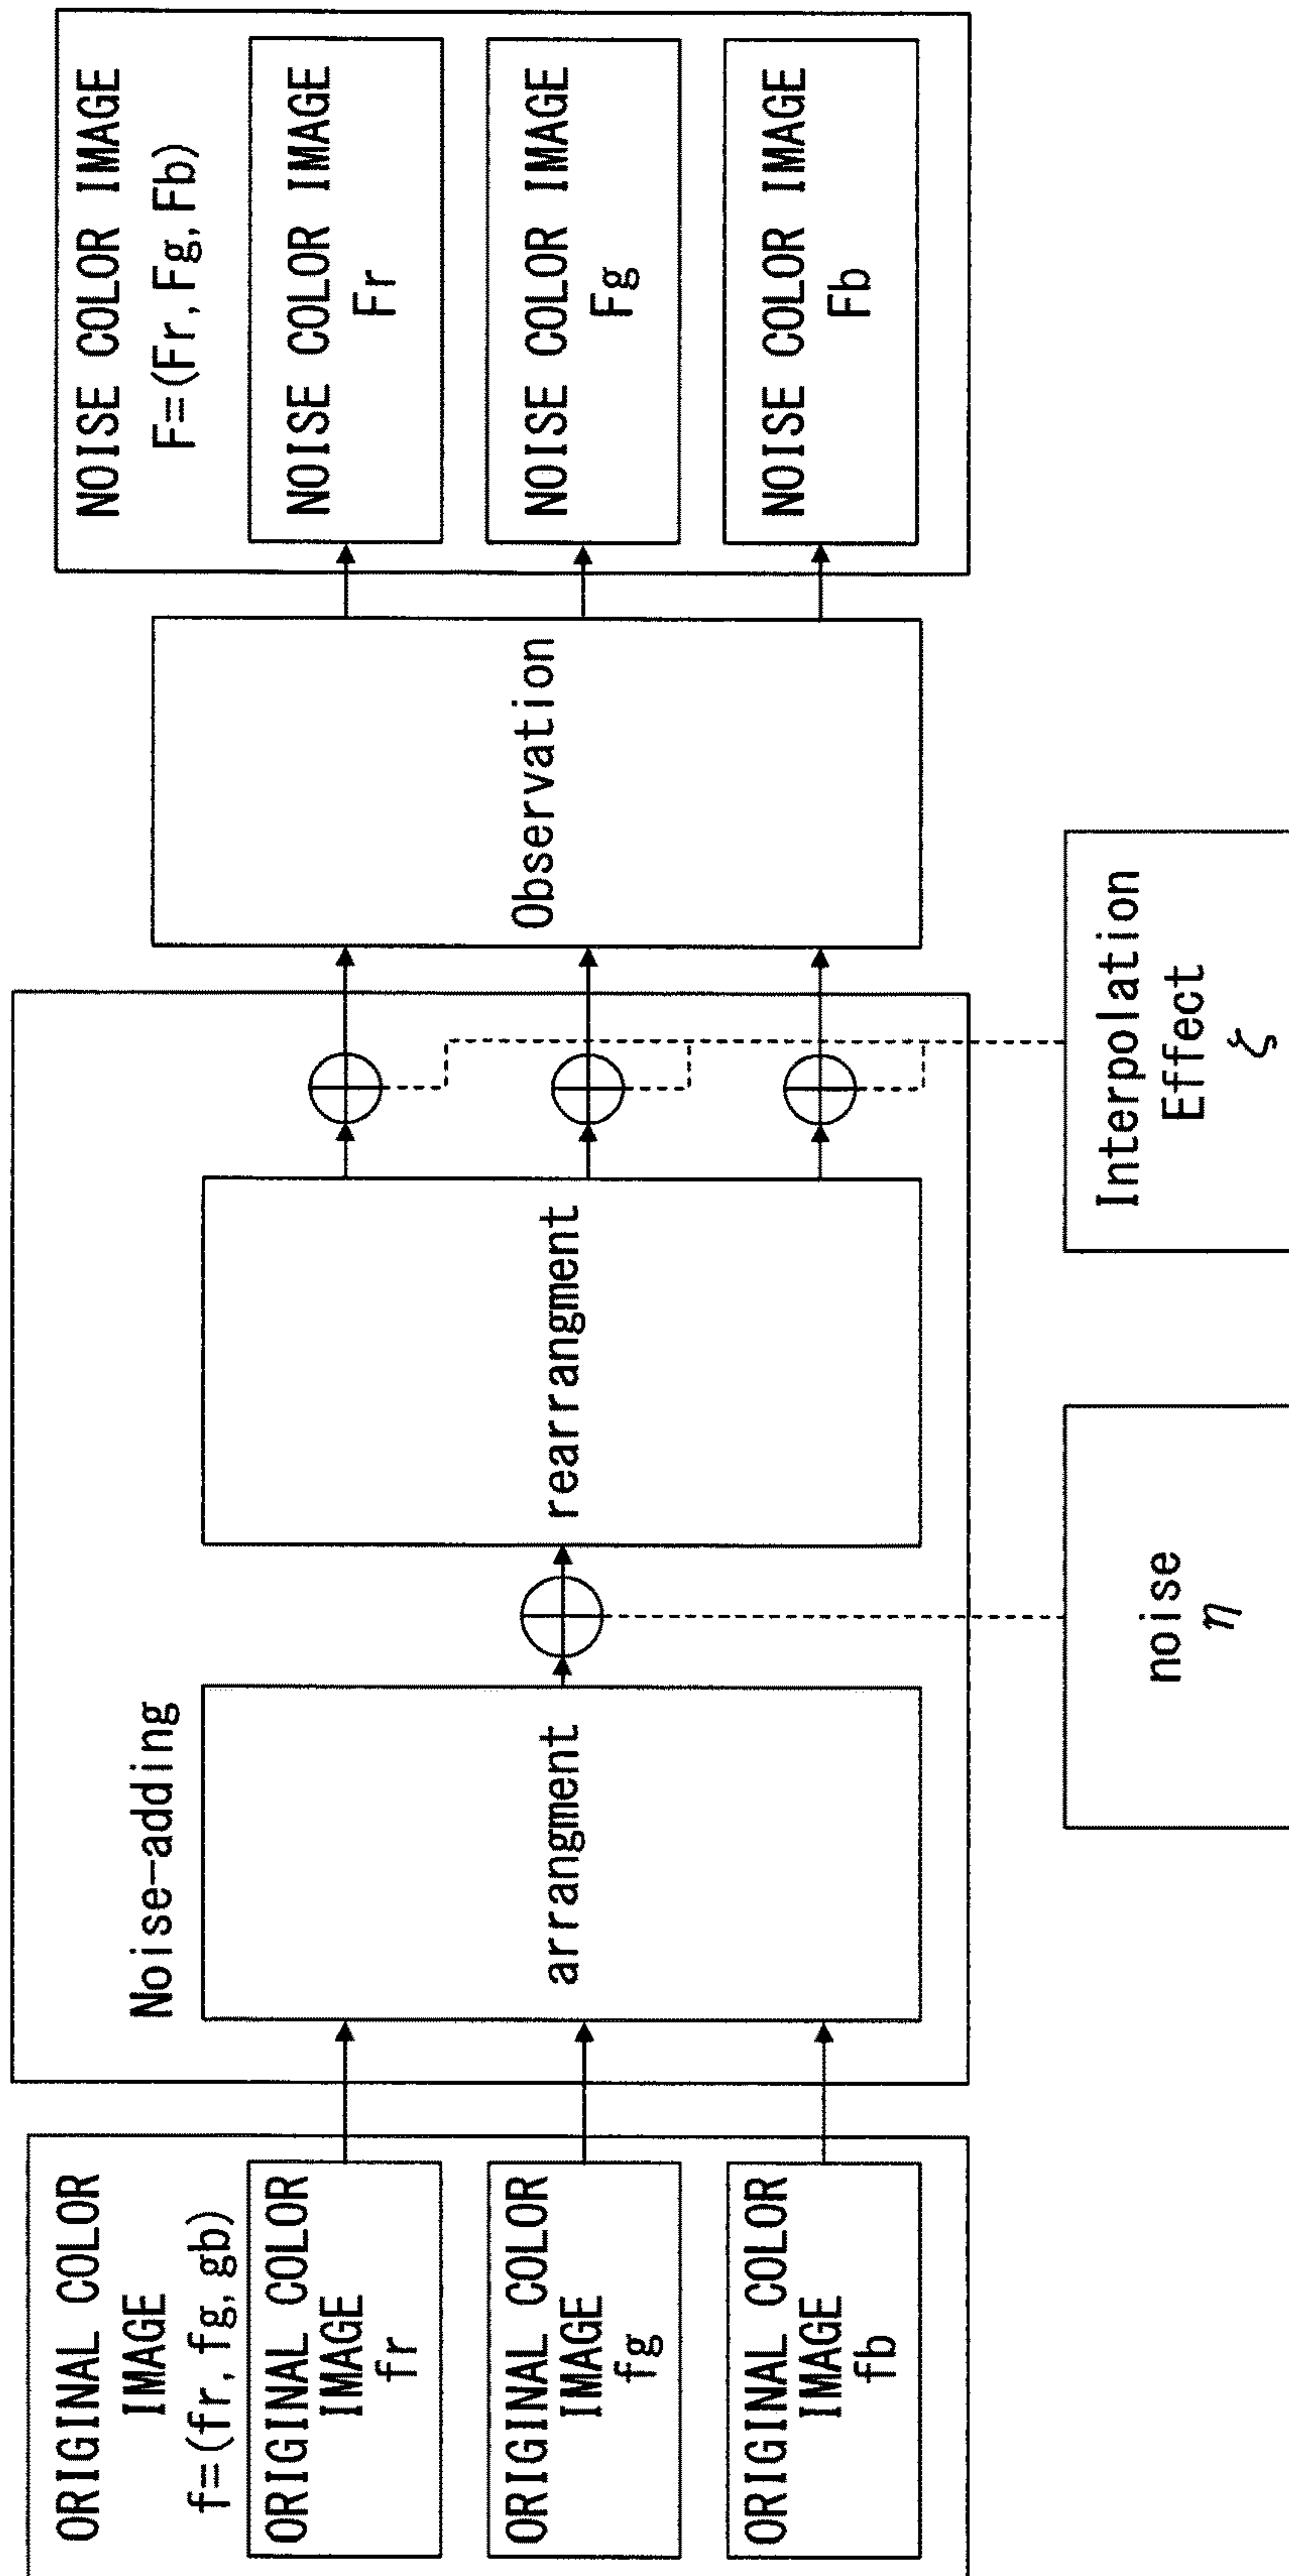 ORIGINAL COLOR
IMAGE
f=(fr, fg, gb)
ORIGINAL COLOR
IMAGE
fr
ORIGINAL COLOR
IMAGE
fg
ORIGINAL COLOR
IMAGE
fb
Noise-adding
arrangment
rearrangment
noise
η
Interpolation
Effect
ζ
Observation
NOISE COLOR IMAGE
F=(Fr, Fg, Fb)
NOISE COLOR IMAGE
Fr
NOISE COLOR IMAGE
Fg
NOISE COLOR IMAGE
Fb